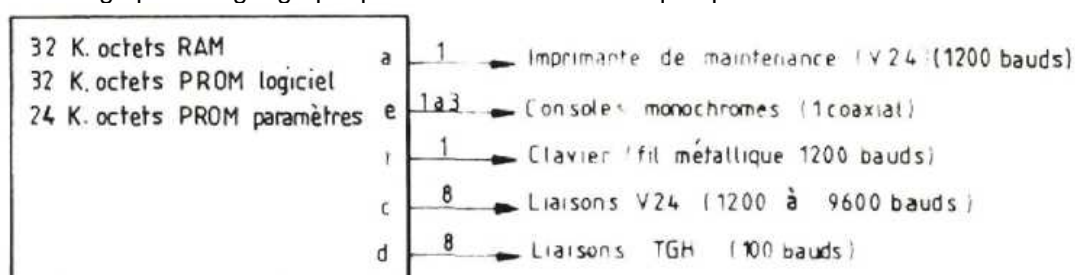 32 K. octets RAM
a 1 Imprimante de maintenance (V24) (1200 bauds)
32 K. octets PROM logiciel
24 K. octets PROM paramètres e 1a3 Consoles monochromes (1 coaxial)
1 Clavier (fil métallique 1200 bauds)
c 8 Liaisons V24 (1200 à 9600 bauds)
d 8 Liaisons TGH (100 bauds)